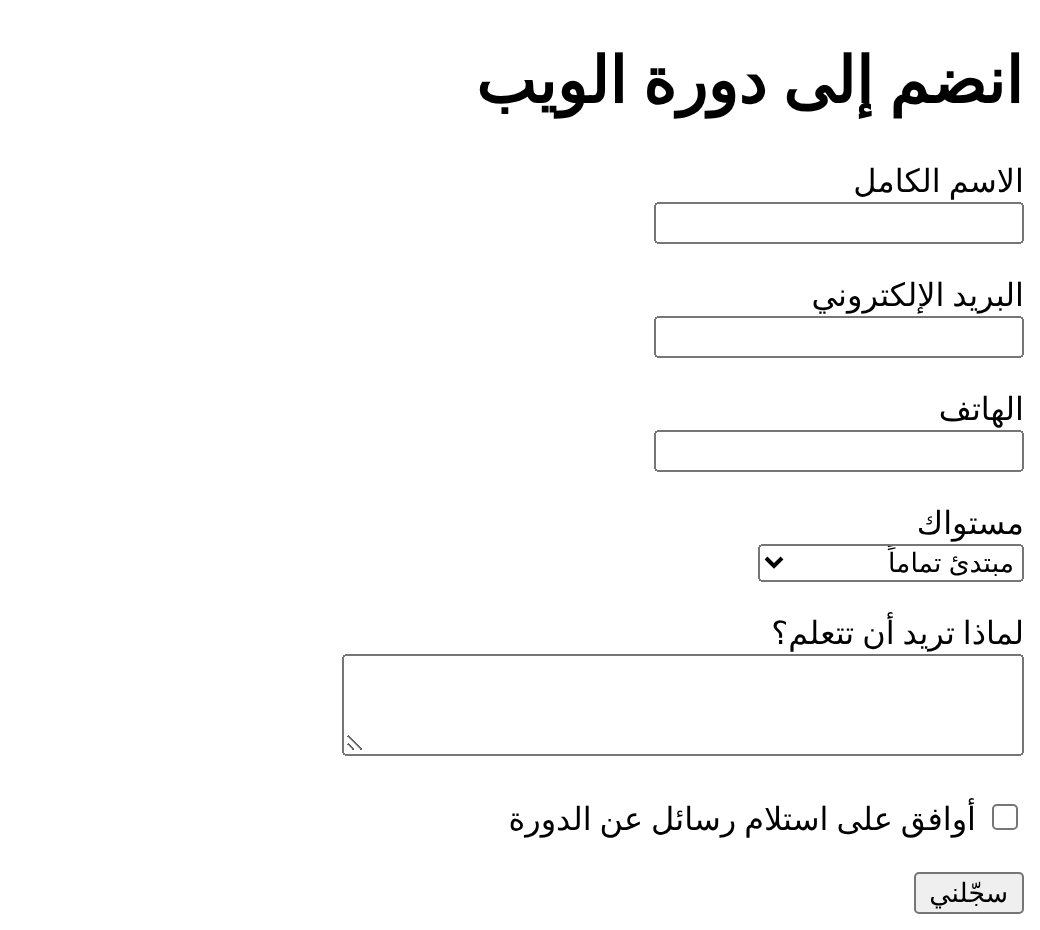 انضم إلى دورة الويب
الاسم الكامل
البريد الإلكتروني
الهاتف
مستواك
مبتدئ تماماً
لماذا تريد أن تتعلم؟
أوافق على استلام رسائل عن الدورة
سجّلني